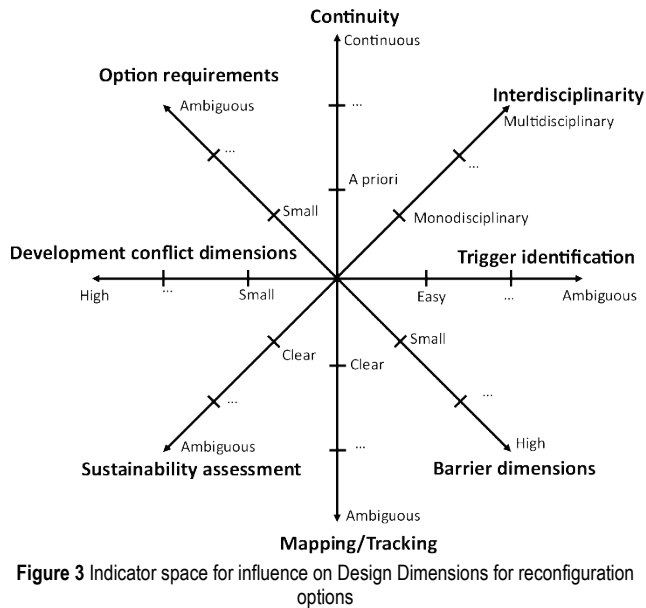 Continuity
Continuous
Option requirements
Ambiguous
...
Interdisciplinarity
Multidisciplinary
...
...
A priori
Small
Monodisciplinary
Development conflict dimensions
Trigger identification
High
...
Small
Easy
...
Ambiguous
Small
Clear
Clear
...
...
...
High
Ambiguous
Sustainability assessment
Barrier dimensions
Ambiguous
Mapping/Tracking
Figure 3 Indicator space for influence on Design Dimensions for reconfiguration
options